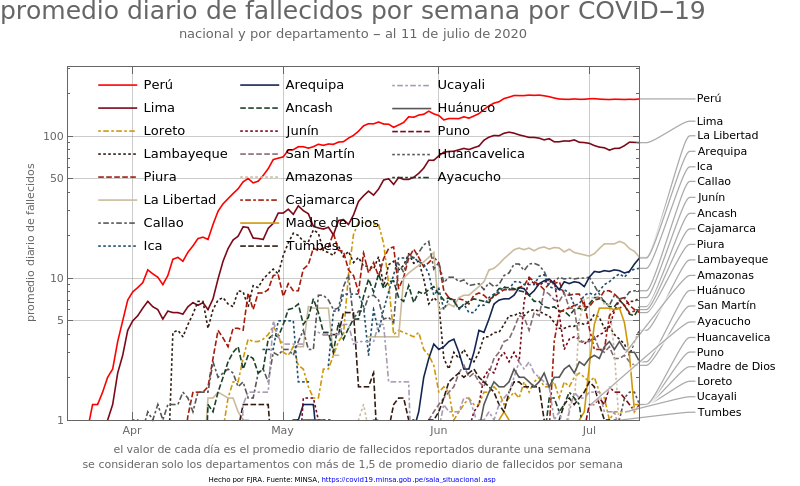 promedio diario de fallecidos por semana por COVID−19
nacional y por departamento – al 11 de julio de 2020
promedio diario de fallecidos
100
50
10
5
1
Perú
Lima
Loreto
Lambayeque
Piura
La Libertad
Callao
Ica
Arequipa
Ancash
Junín
San Martín
Amazonas
Cajamarca
Madre de Dios
Tumbes
Ucayali
Huánuco
Puno
Huancavelica
Ayacucho
Perú
Lima
La Libertad
Arequipa
Ica
Callao
Junín
Ancash
Cajamarca
Piura
Lambayeque
Amazonas
Huánuco
San Martín
Ayacucho
Huancavelica
Puno
Madre de Dios
Loreto
Ucayali
Tumbes
Apr May Jun Jul
el valor de cada día es el promedio diario de fallecidos reportados durante una semana
se consideran solo los departamentos con más de 1,5 de promedio diario de fallecidos por semana
Hecho por FJRA. Fuente: MINSA, https://covid19.minsa.gob.pe/sala_situacional.asp